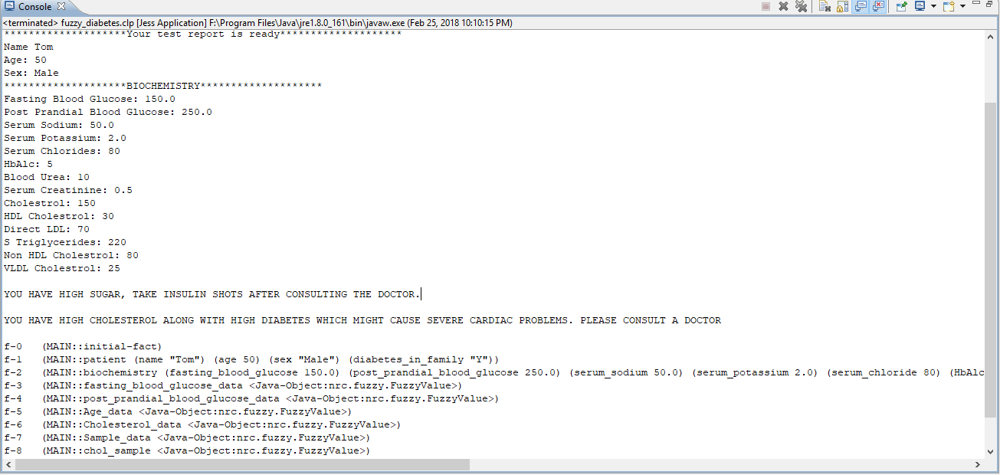 Console
<terminated> fuzzy_diabetes.clp [Jess Application] F:\Program Files\Java\jre1.8.0_161\bin\javaw.exe (Feb 25, 2018 10:10:15 PM)
********************Your test report is ready********************
Name Tom
Age: 50
Sex: Male
********************BIOCHEMISTRY********************
Fasting Blood Glucose: 150.0
Post Prandial Blood Glucose: 250.0
Serum Sodium: 50.0
Serum Potassium: 2.0
Serum Chlorides: 80
HbAlc: 5
Blood Urea: 10
Serum Creatinine: 0.5
Cholestrol: 150
HDL Cholestrol: 30
Direct LDL: 70
S Triglycerides: 220
Non HDL Cholestrol: 80
VLDL Cholestrol: 25
YOU HAVE HIGH SUGAR, TAKE INSULIN SHOTS AFTER CONSULTING THE DOCTOR.
YOU HAVE HIGH CHOLESTEROL ALONG WITH HIGH DIABETES WHICH MIGHT CAUSE SEVERE CARDIAC PROBLEMS. PLEASE CONSULT A DOCTOR
f-0 (MAIN::initial-fact)
f-1 (MAIN::patient (name "Tom") (age 50) (sex "Male") (diabetes_in_family "Y"))
f-2 (MAIN::biochemistry (fasting_blood_glucose 150.0) (post_prandial_blood_glucose 250.0) (serum_sodium 50.0) (serum_potassium 2.0) (serum_chloride 80) (HbAlc
f-3 (MAIN::fasting_blood_glucose_data <Java-Object:nrc.fuzzy.FuzzyValue>)
f-4 (MAIN::post_prandial_blood_glucose_data <Java-Object:nrc.fuzzy.FuzzyValue>)
f-5 (MAIN::Age_data <Java-Object:nrc.fuzzy.FuzzyValue>)
f-6 (MAIN::Cholesterol_data <Java-Object:nrc.fuzzy.FuzzyValue>)
f-7 (MAIN::Sample_data <Java-Object:nrc.fuzzy.FuzzyValue>)
f-8 (MAIN::chol_sample <Java-Object:nrc.fuzzy.FuzzyValue>)